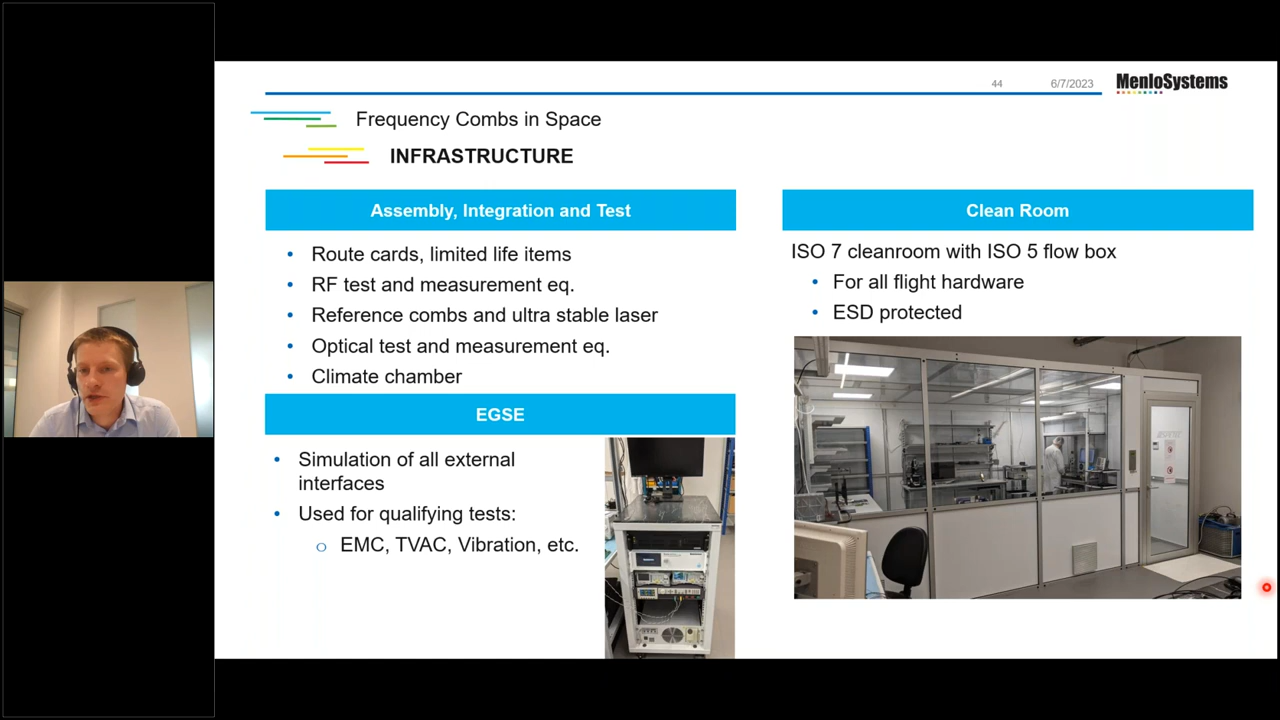 44
6/7/2023
MenloSystems
Frequency Combs in Space
INFRASTRUCTURE
Assembly, Integration and Test
• Route cards, limited life items
• RF test and measurement eq.
• Reference combs and ultra stable laser
• Optical test and measurement eq.
• Climate chamber
EGSE
• Simulation of all external
interfaces
• Used for qualifying tests:
o EMC, TVAC, Vibration, etc.
Clean Room
ISO 7 cleanroom with ISO 5 flow box
• For all flight hardware
• ESD protected